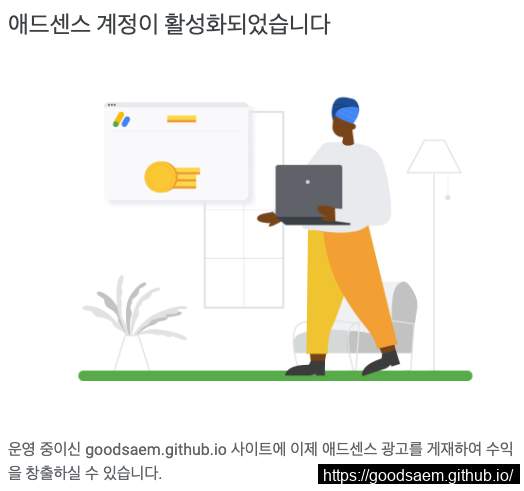 애드센스 계정이 활성화되었습니다
운영 중이신 goodsaem.github.io 사이트에 이제 애드센스 광고를 게재하여 수익
을 창출하실 수 있습니다.
https://goodsaem.github.io/